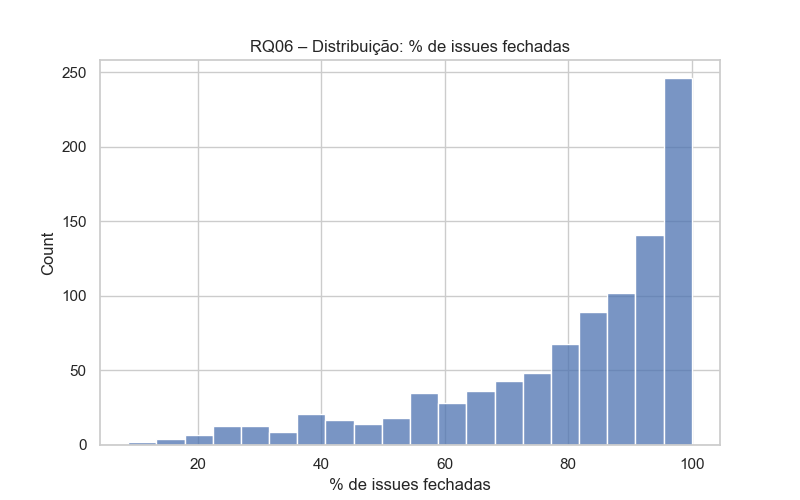 RQ06 – Distribuição: % de issues fechadas
250
200
150
100
50
0
Count
20 40 60 80 100
% de issues fechadas